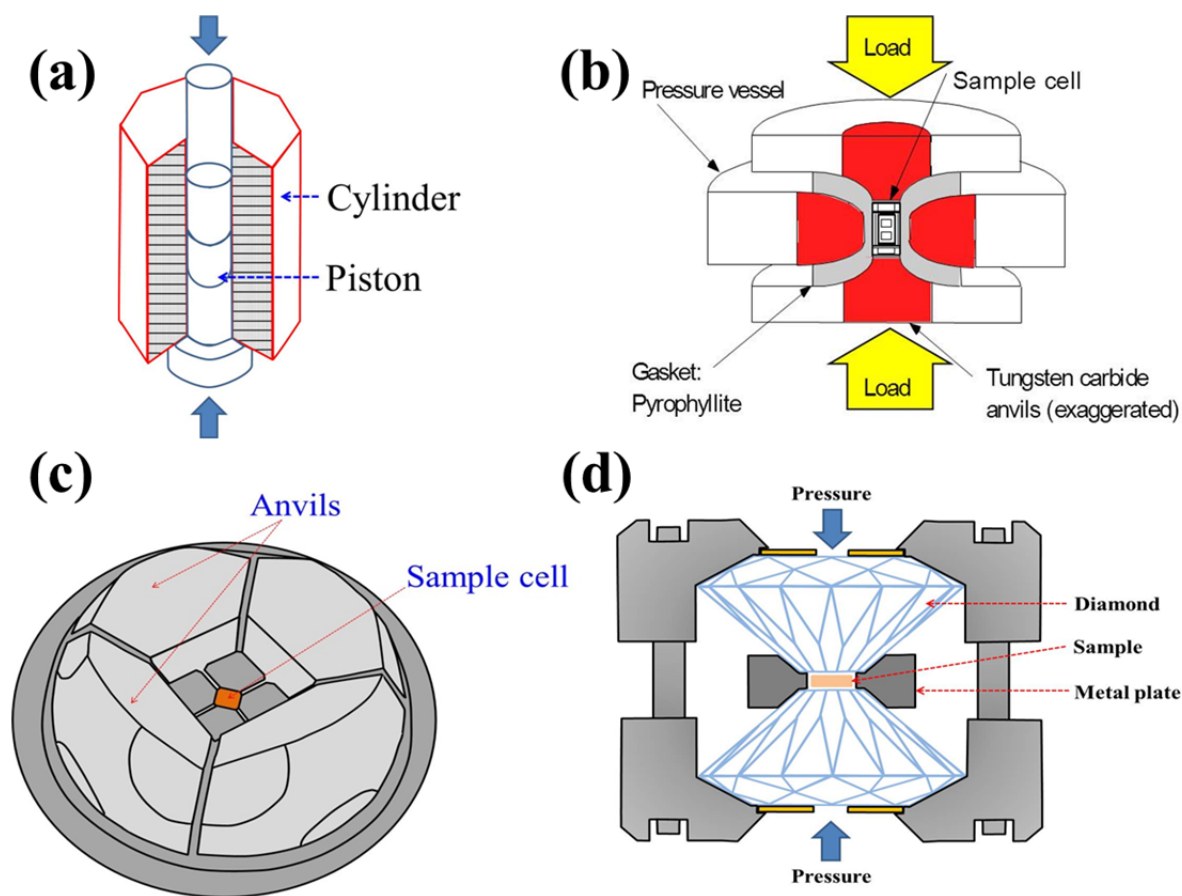 (a)
Cylinder
Piston
(b)
Load
Pressure vessel
Sample cell
Gasket:
Pyrophyllite
Load
Tungsten carbide
anvils (exaggerated)
(c)
Anvils
Sample cell
(d)
Pressure
Diamond
Sample
Metal plate
Pressure